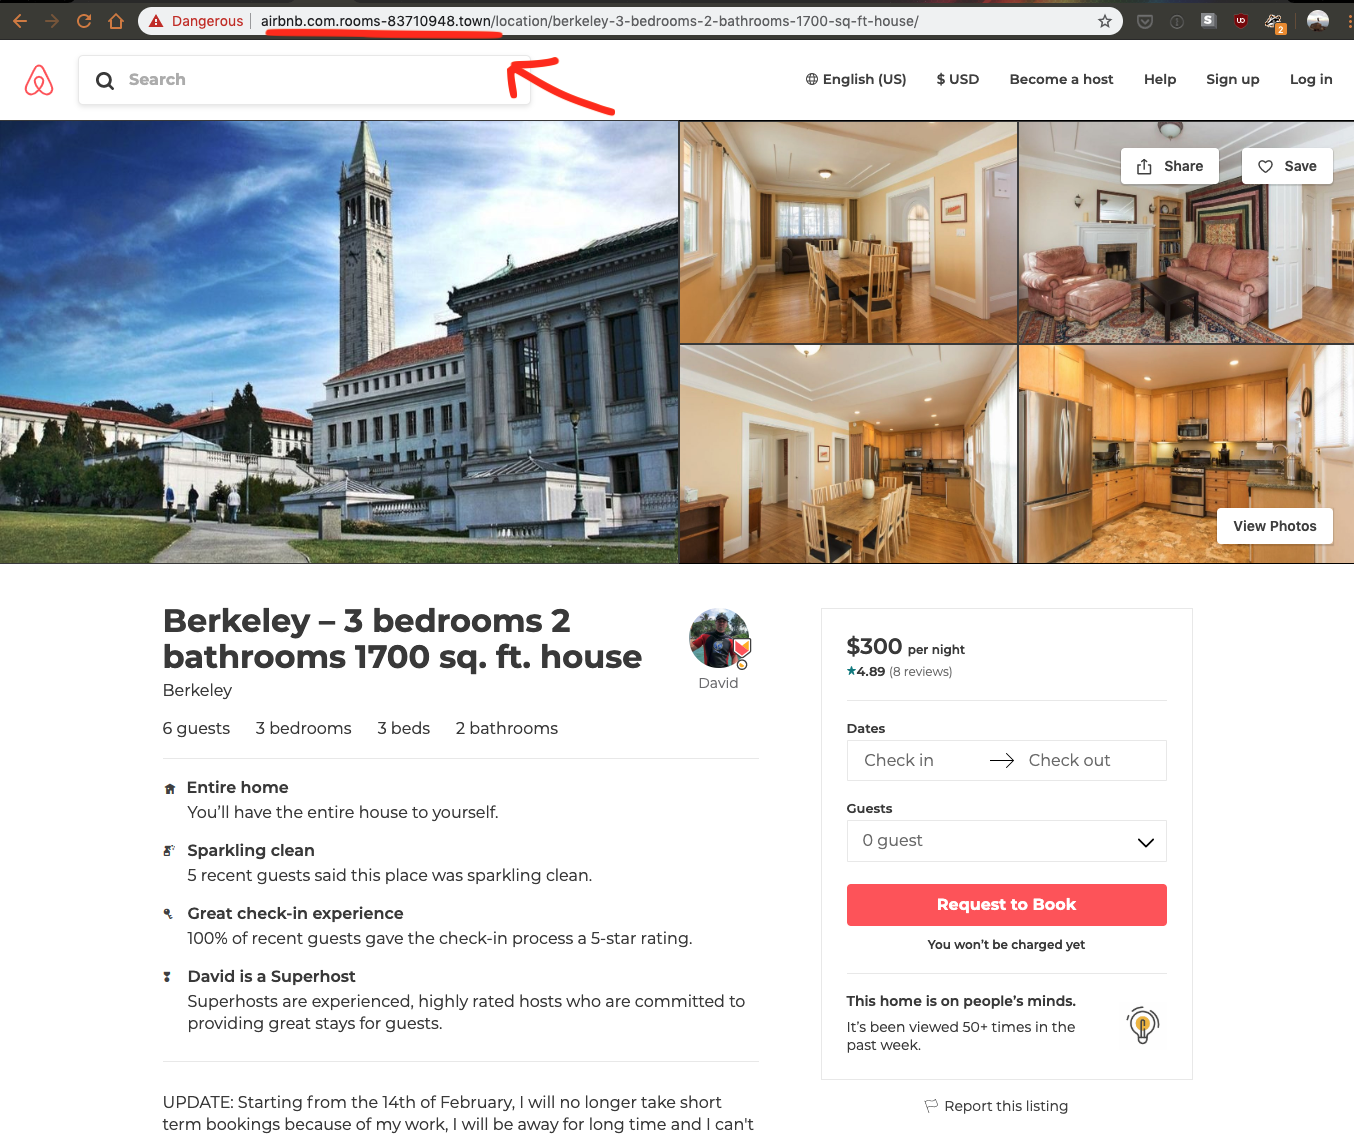 Dangerous airbnb.com.rooms-83710948.town/location/berkeley-3-bedrooms-2-bathrooms-1700-sq-ft-house/
S
UD
2
Search
English (US) $ USD Become a host Help Sign up Log in
Share Save
View Photos
Berkeley – 3 bedrooms 2
bathrooms 1700 sq. ft. house
David
Berkeley
6 guests 3 bedrooms 3 beds 2 bathrooms
Entire home
You’ll have the entire house to yourself.
Sparkling clean
5 recent guests said this place was sparkling clean.
Great check-in experience
100% of recent guests gave the check-in process a 5-star rating.
David is a Superhost
Superhosts are experienced, highly rated hosts who are committed to
providing great stays for guests.
UPDATE: Starting from the 14th of February, I will no longer take short
term bookings because of my work, I will be away for long time and I can't
$300 per night
★4.89 (8 reviews)
Dates
Check in → Check out
Guests
0 guest
Request to Book
You won’t be charged yet
This home is on people’s minds.
It’s been viewed 50+ times in the
past week.
Report this listing